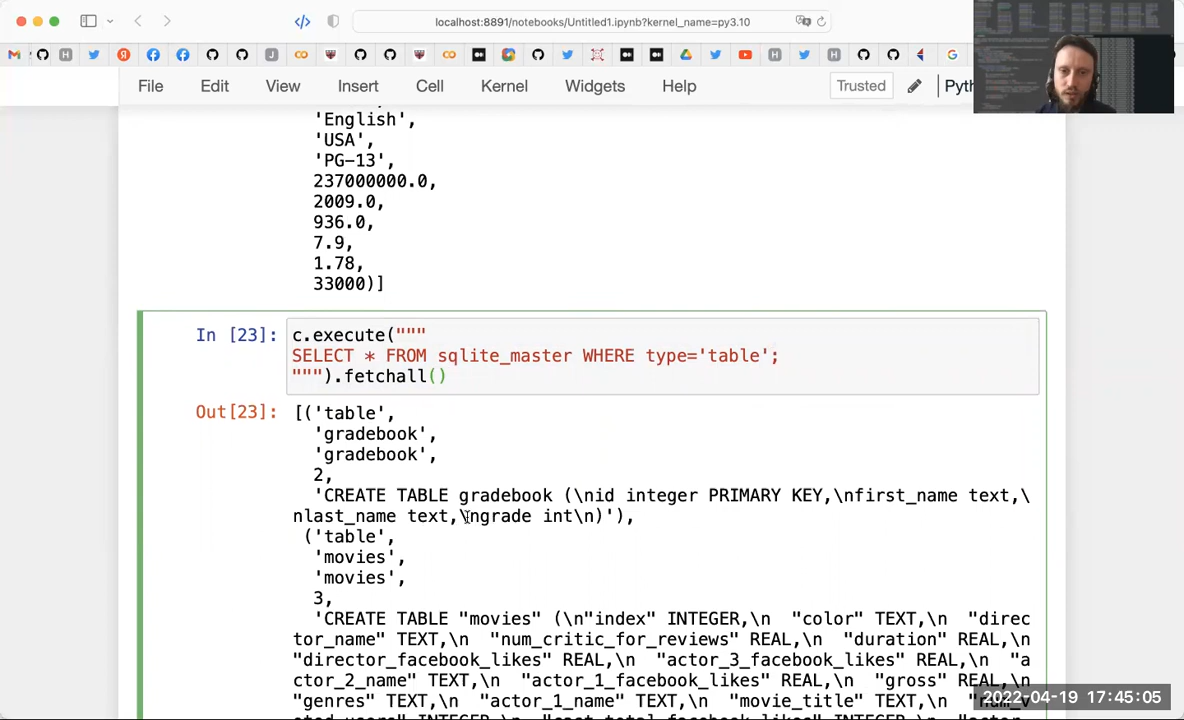 localhost:8891/notebooks/Untitled1.ipynb?kernel_name=py3.10
File Edit View Insert Cell Kernel Widgets Help Trusted
'English',
'USA',
'PG-13',
237000000.0,
2009.0,
936.0,
7.9,
1.78,
33000)]
In [23]: c.execute("""
SELECT * FROM sqlite_master WHERE type='table';
""").fetchall()
Out[23]: [('table',
'gradebook',
'gradebook',
2,
'CREATE TABLE gradebook (\nid integer PRIMARY KEY,\nfirst_name text,\
nlast_name text,\ngrade int\n)'),
('table',
'movies',
'movies',
3,
'CREATE TABLE "movies" (\n"index" INTEGER,\n  "color" TEXT,\n  "direc
tor_name" TEXT,\n  "num_critic_for_reviews" REAL,\n  "duration" REAL,\n
"director_facebook_likes" REAL,\n  "actor_3_facebook_likes" REAL,\n  "a
ctor_2_name" TEXT,\n  "actor_1_facebook_likes" REAL,\n  "gross" REAL,\n
"genres" TEXT,\n  "actor_1_name" TEXT,\n  "movie_title" TEXT,\n
2022-04-19 17:45:05